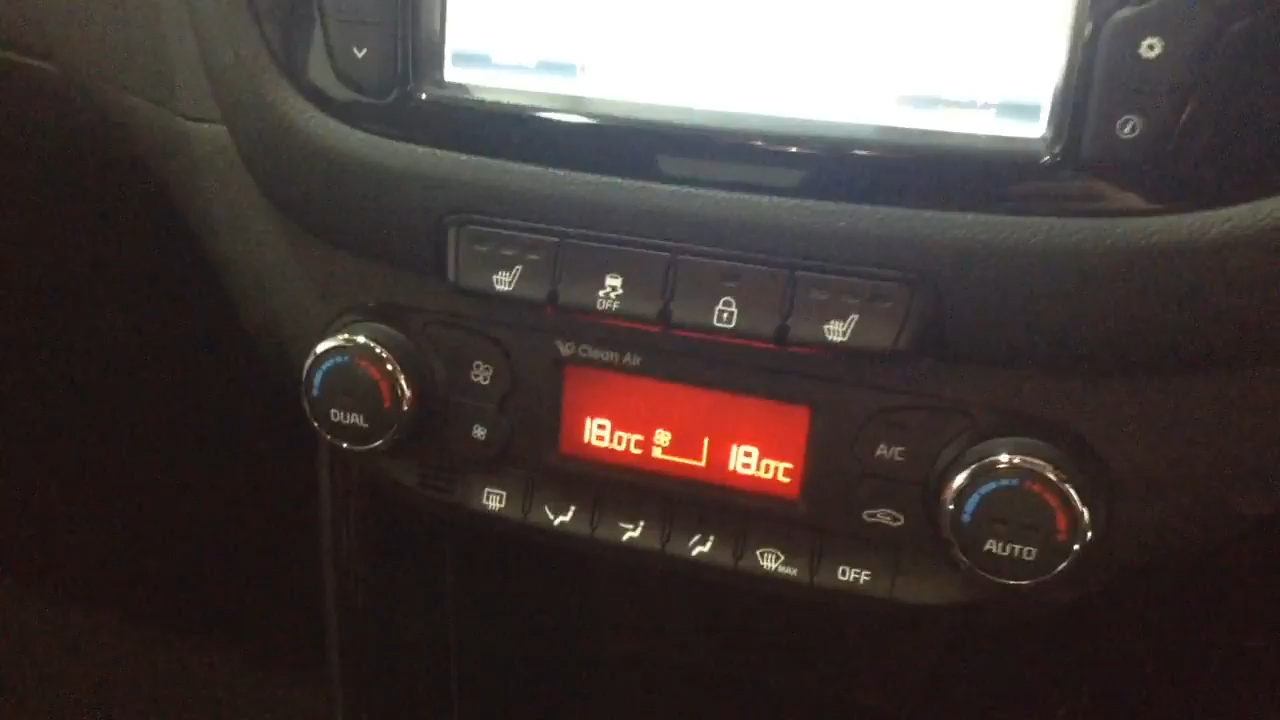 OFF
Clean Air
DUAL
18.0°C
18.0°C
A/C
AUTO
MAX
OFF